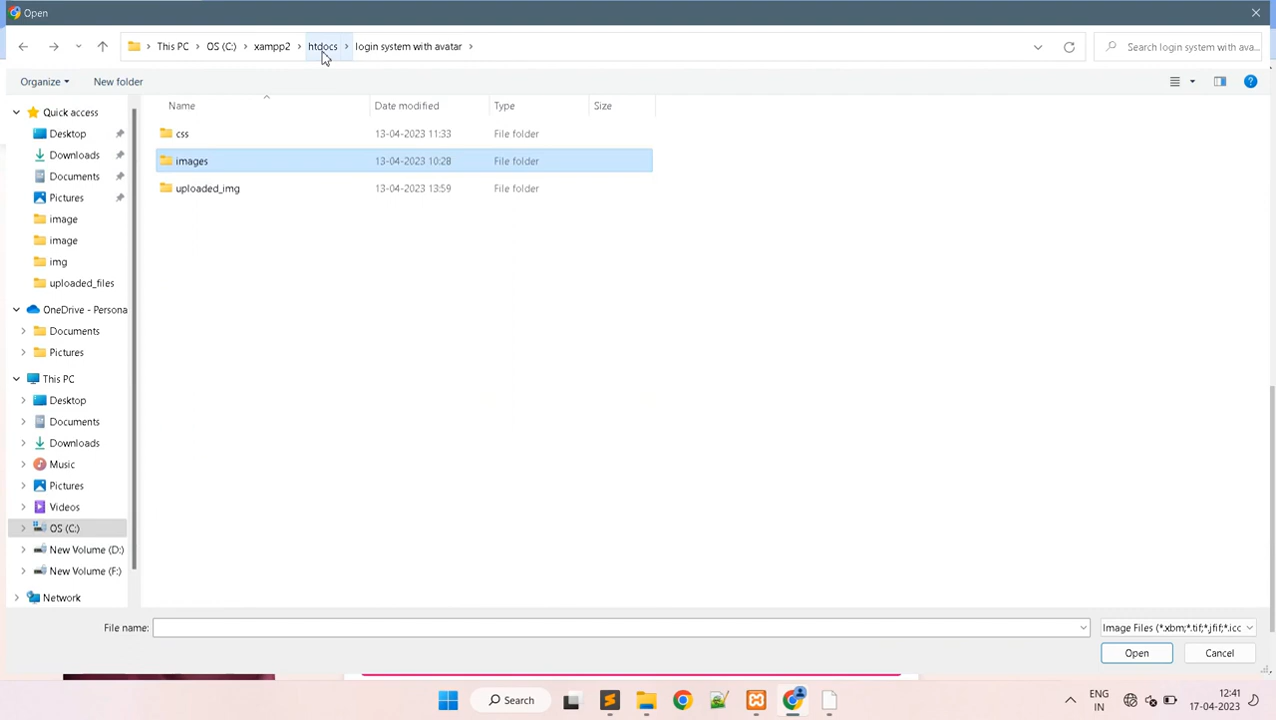 Open
This PC
OS (C:)
xampp2
htdocs
login system with avatar
Search login system with ava...
Organize
New folder
Name
Date modified
Type
Size
css
13-04-2023 11:33
File folder
images
13-04-2023 10:28
File folder
uploaded_img
13-04-2023 13:59
File folder
Quick access
Desktop
Downloads
Documents
Pictures
image
image
img
uploaded_files
OneDrive - Persona
Documents
Pictures
This PC
Desktop
Documents
Downloads
Music
Pictures
Videos
OS (C:)
New Volume (D:)
New Volume (F:)
Network
File name:
Image Files (*.xbm;*.tif;*.jfif;*.icc
Open
Cancel
Search
ENG
IN
12:41
17-04-2023